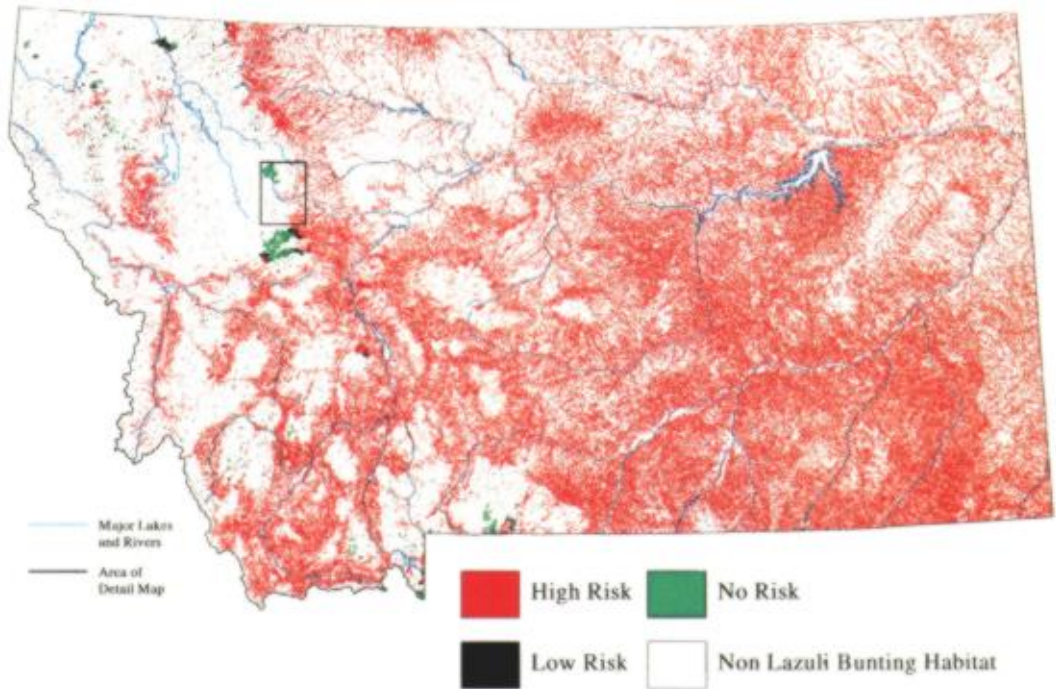 Major Lakes
and Rivers
Area of
Detail Map
High Risk
No Risk
Low Risk
Non Lazuli Bunting Habitat